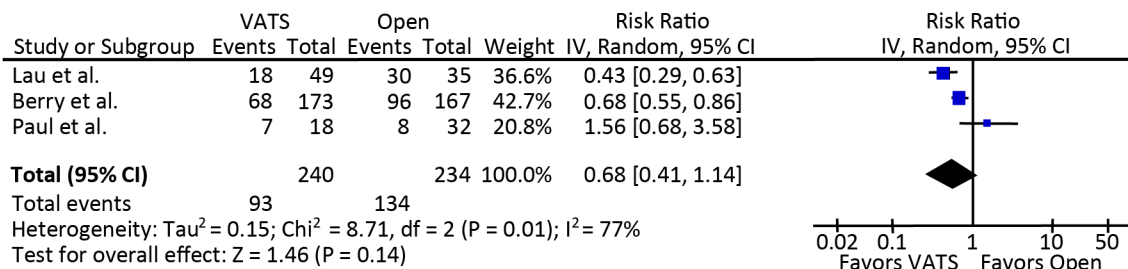 VATS Open Risk Ratio Risk Ratio
Study or Subgroup Events Total Events Total Weight IV, Random, 95% CI IV, Random, 95% CI
Lau et al. 18 49 30 35 36.6% 0.43 [0.29, 0.63]
Berry et al. 68 173 96 167 42.7% 0.68 [0.55, 0.86]
Paul et al. 7 18 8 32 20.8% 1.56 [0.68, 3.58]
Total (95% CI) 240 234 100.0% 0.68 [0.41, 1.14]
Total events 93 134
Heterogeneity: Tau² = 0.15; Chi² = 8.71, df = 2 (P = 0.01); I² = 77%
Test for overall effect: Z = 1.46 (P = 0.14)
0.02 0.1 1 10 50
Favors VATS Favors Open